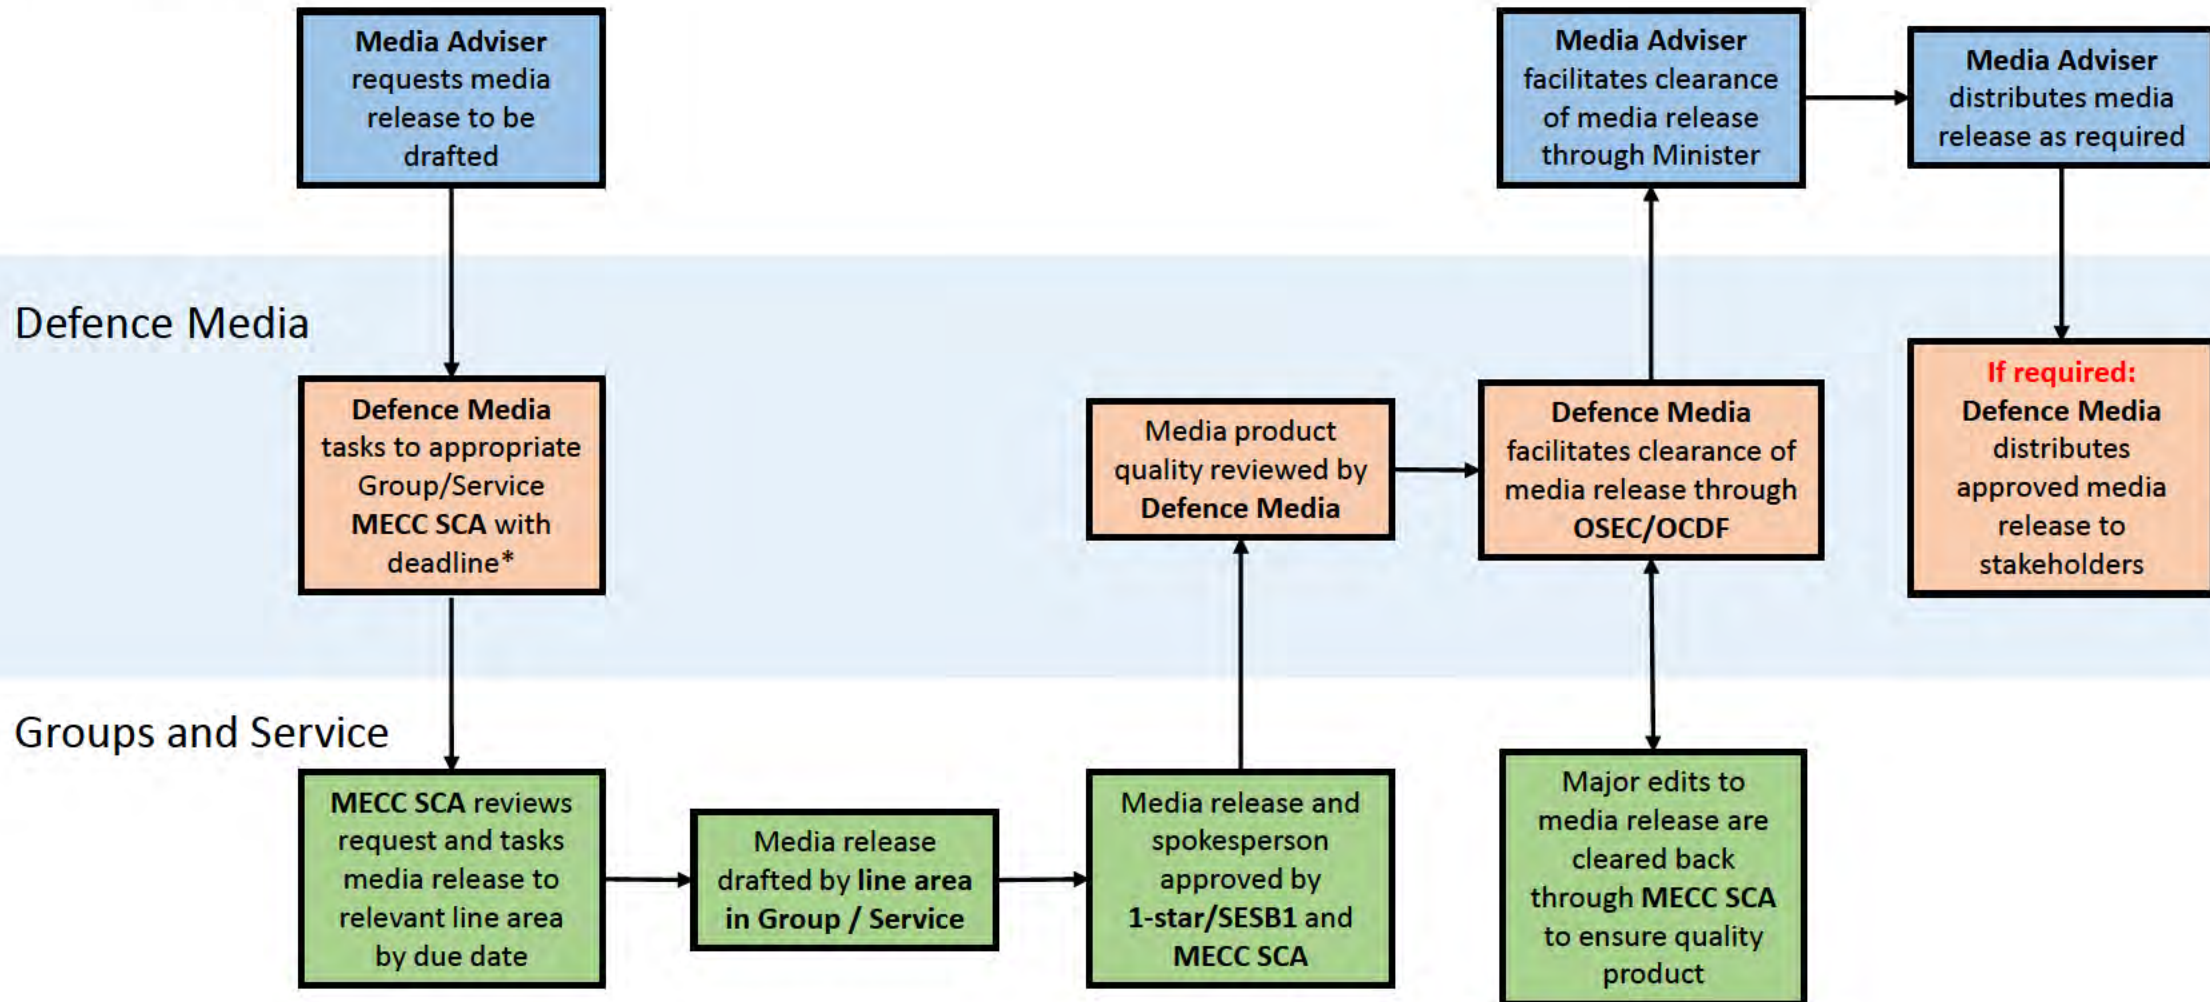 Media Adviser
requests media
release to be
drafted
Media Adviser
facilitates clearance
of media release
through Minister
Media Adviser
distributes media
release as required
Defence Media
Defence Media
tasks to appropriate
Group/Service
MECC SCA with
deadline*
Media product
quality reviewed by
Defence Media
Defence Media
facilitates clearance of
media release through
OSEC/OCDF
If required:
Defence Media
distributes
approved media
release to
stakeholders
Groups and Service
MECC SCA reviews
request and tasks
media release to
relevant line area
by due date
Media release
drafted by line area
in Group / Service
Media release and
spokesperson
approved by
1-star/SESB1 and
MECC SCA
Major edits to
media release are
cleared back
through MECC SCA
to ensure quality
product